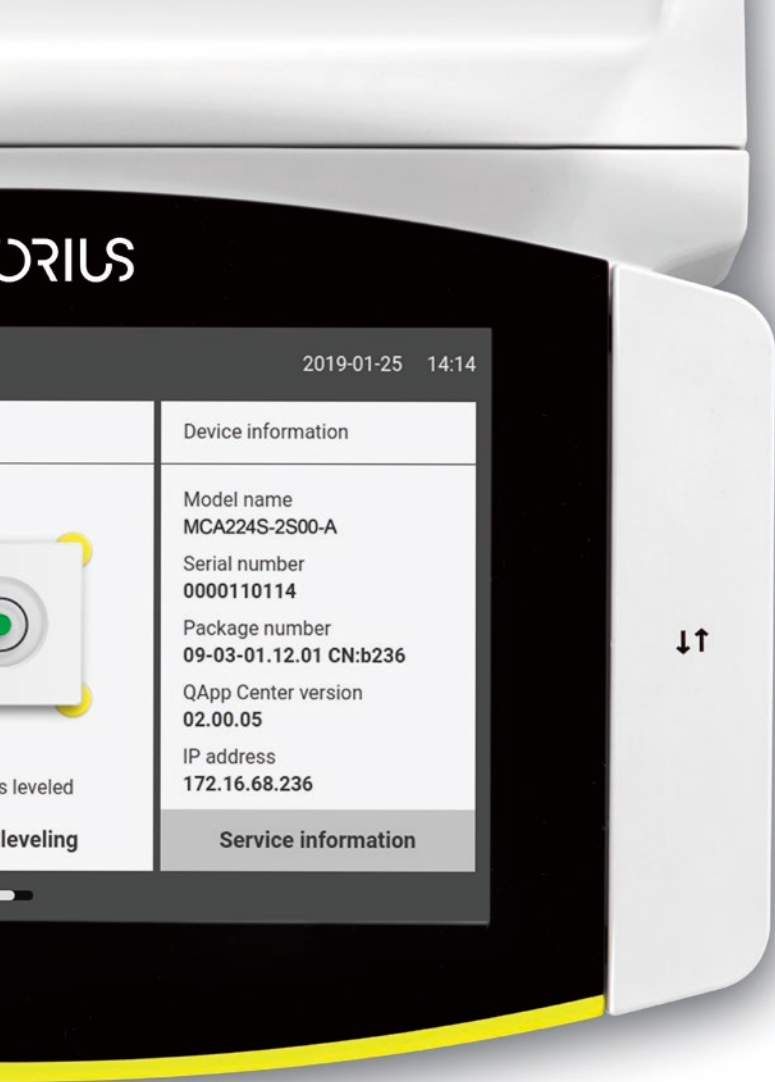 ORIUS
2019-01-25 14:14
Device information
Model name
MCA224S-2S00-A
Serial number
0000110114
Package number
09-03-01.12.01 CN:b236
QApp Center version
02.00.05
IP address
172.16.68.236
s leveled
leveling
Service information
↓↑